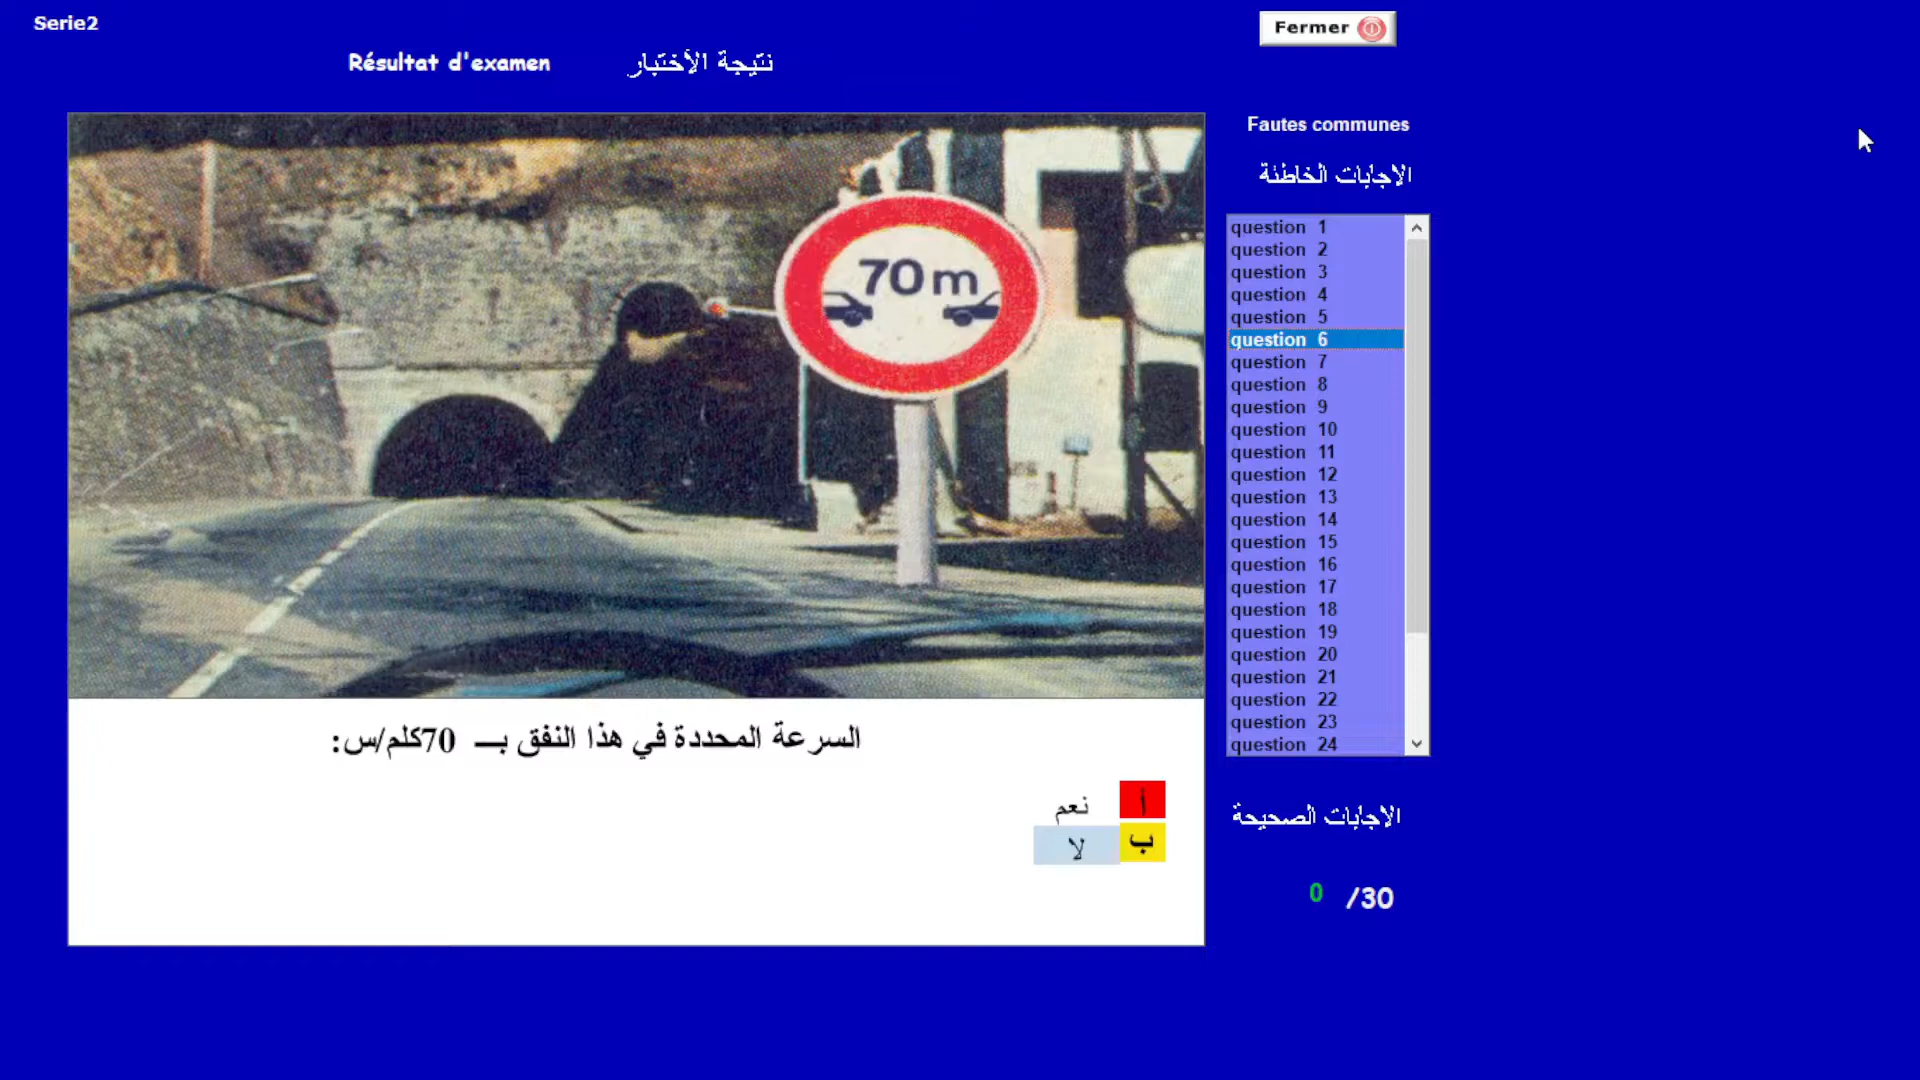 Serie2
Fermer
Résultat d'examen
نتيجة الأختبار
70m
السرعة المحددة في هذا النفق بـــ 70كلم/س:
أ نعم
ب لا
Fautes communes
الاجابات الخاطئة
question 1
question 2
question 3
question 4
question 5
question 6
question 7
question 8
question 9
question 10
question 11
question 12
question 13
question 14
question 15
question 16
question 17
question 18
question 19
question 20
question 21
question 22
question 23
question 24
الاجابات الصحيحة
0 /30